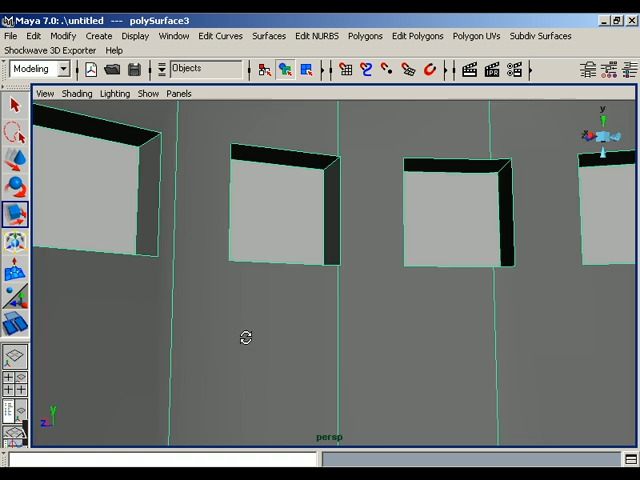 Maya 7.0: .\untitled --- polySurface3
File Edit Modify Create Display Window Edit Curves Surfaces Edit NURBS Polygons Edit Polygons Polygon UVs Subdiv Surfaces
Shockwave 3D Exporter Help
Modeling Objects IPR
View Shading Lighting Show Panels
y
x
y
z
persp